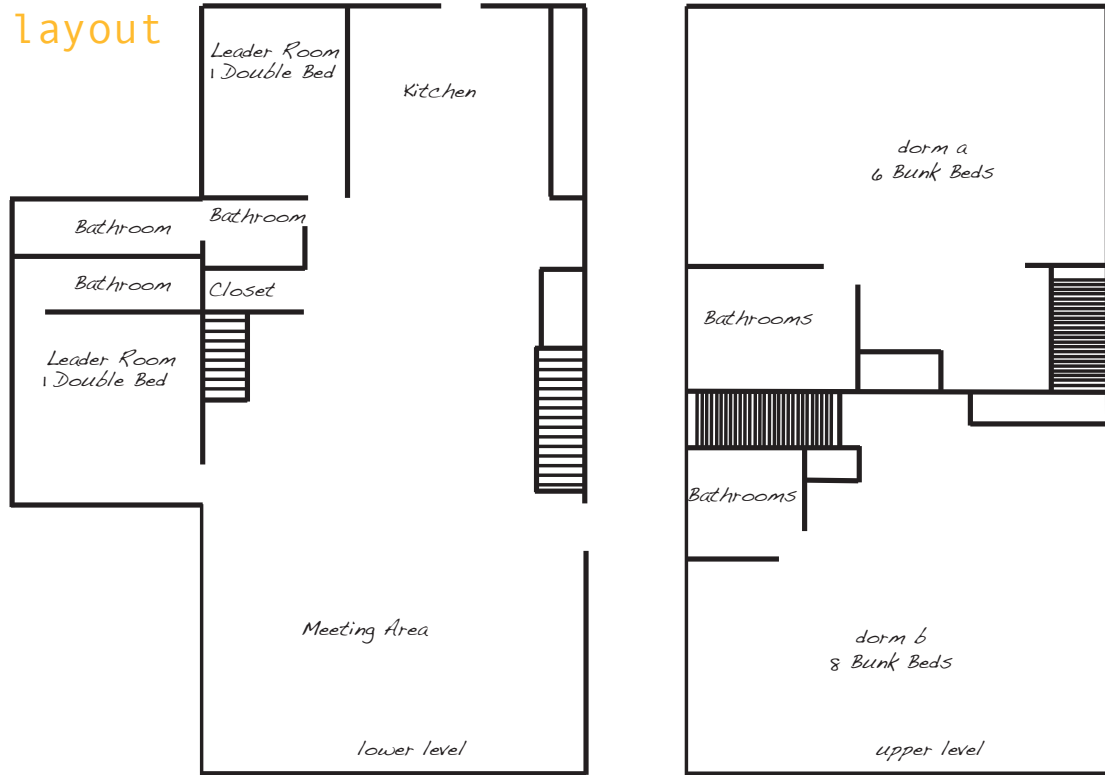 layout
Leader Room
1 Double Bed
Kitchen
Bathroom
Bathroom
Bathroom
Closet
Leader Room
1 Double Bed
Meeting Area
lower level
dorm a
6 Bunk Beds
Bathrooms
Bathrooms
dorm b
8 Bunk Beds
upper level